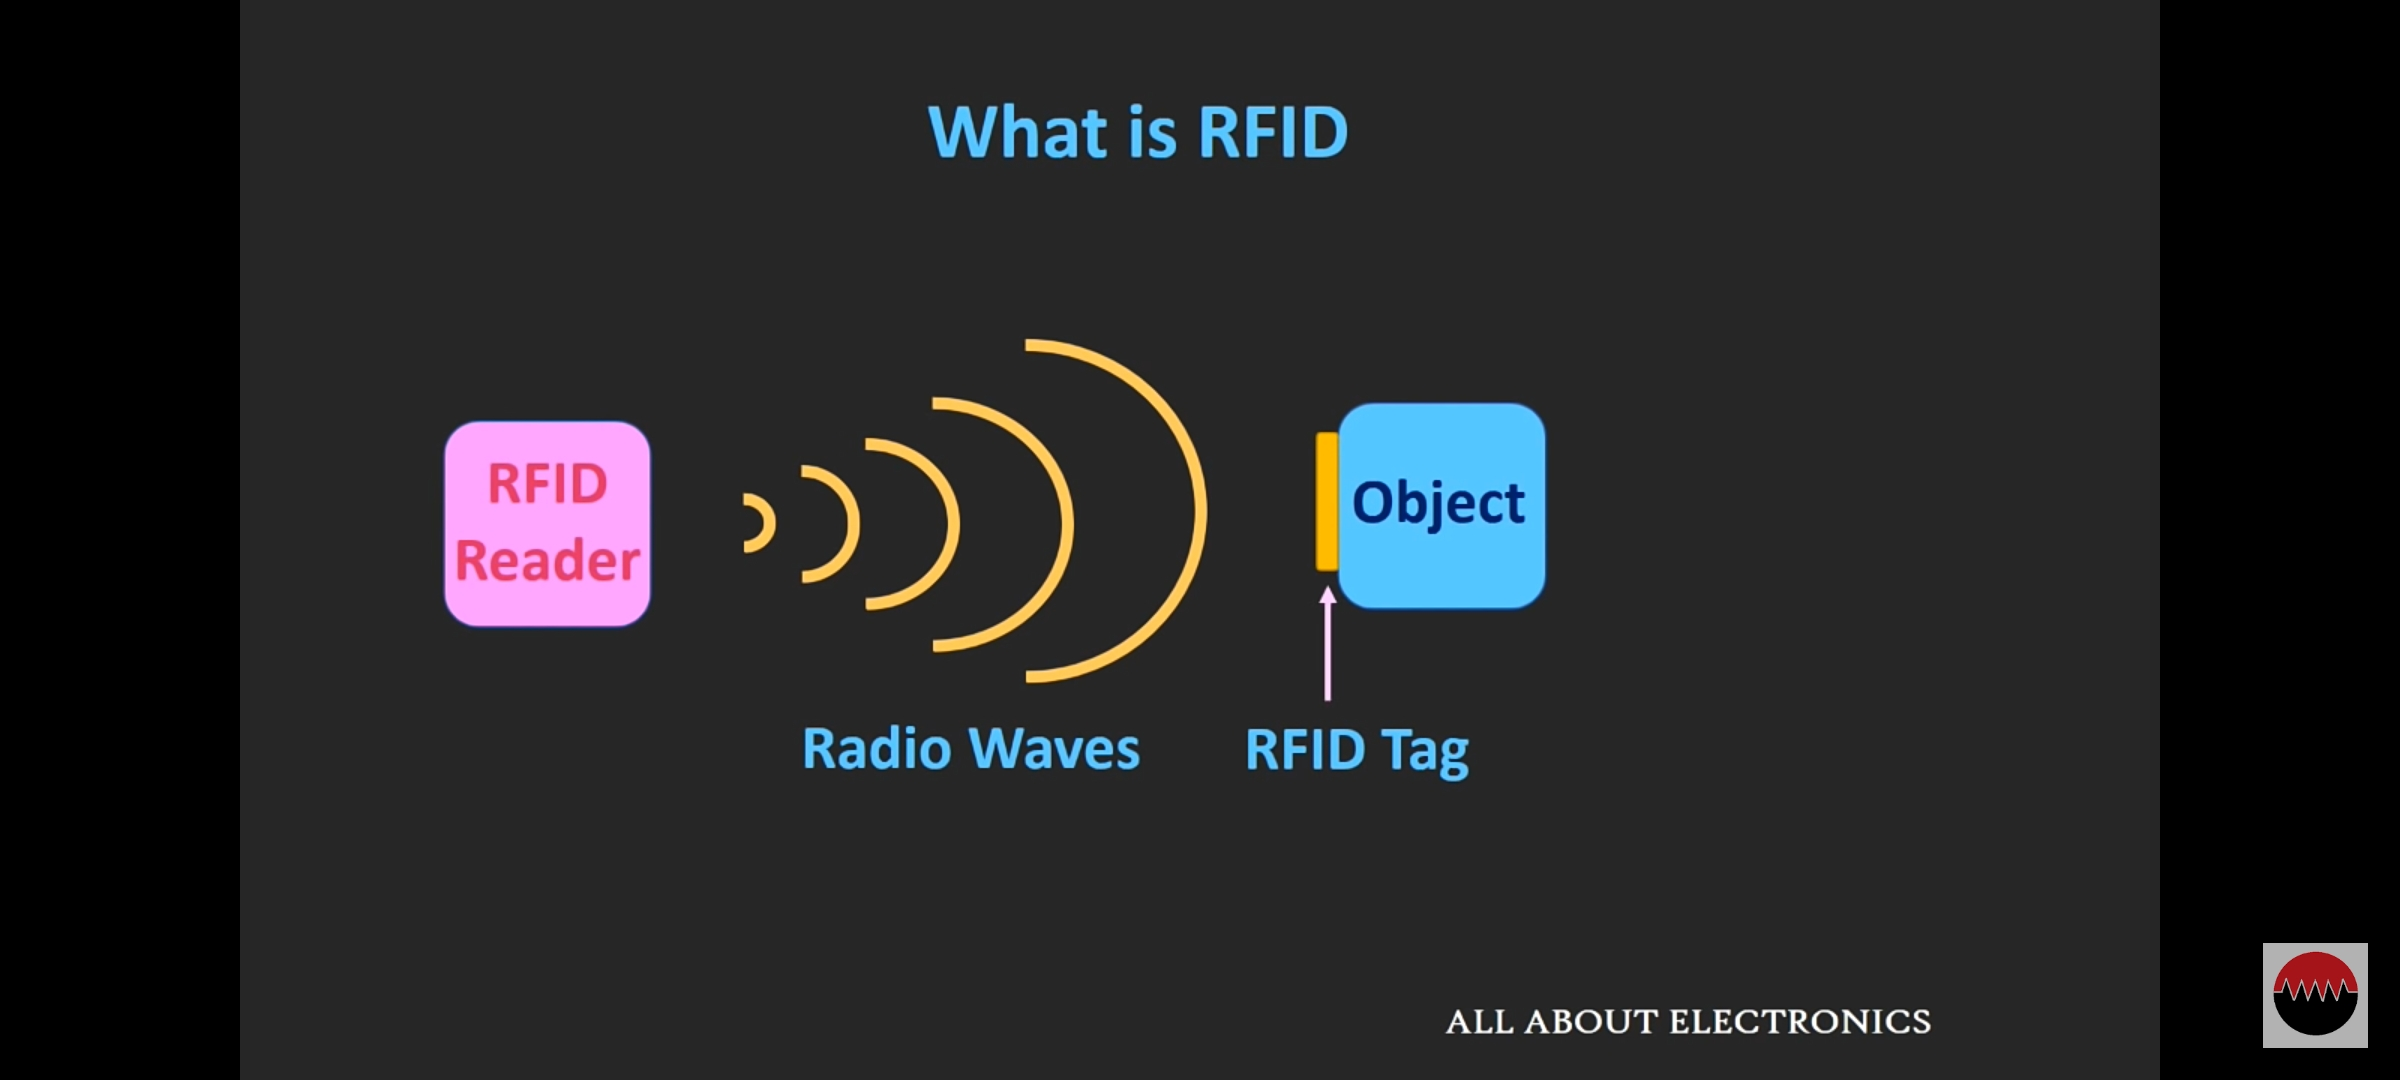 What is RFID
RFID
Reader
Object
Radio Waves
RFID Tag
ALL ABOUT ELECTRONICS